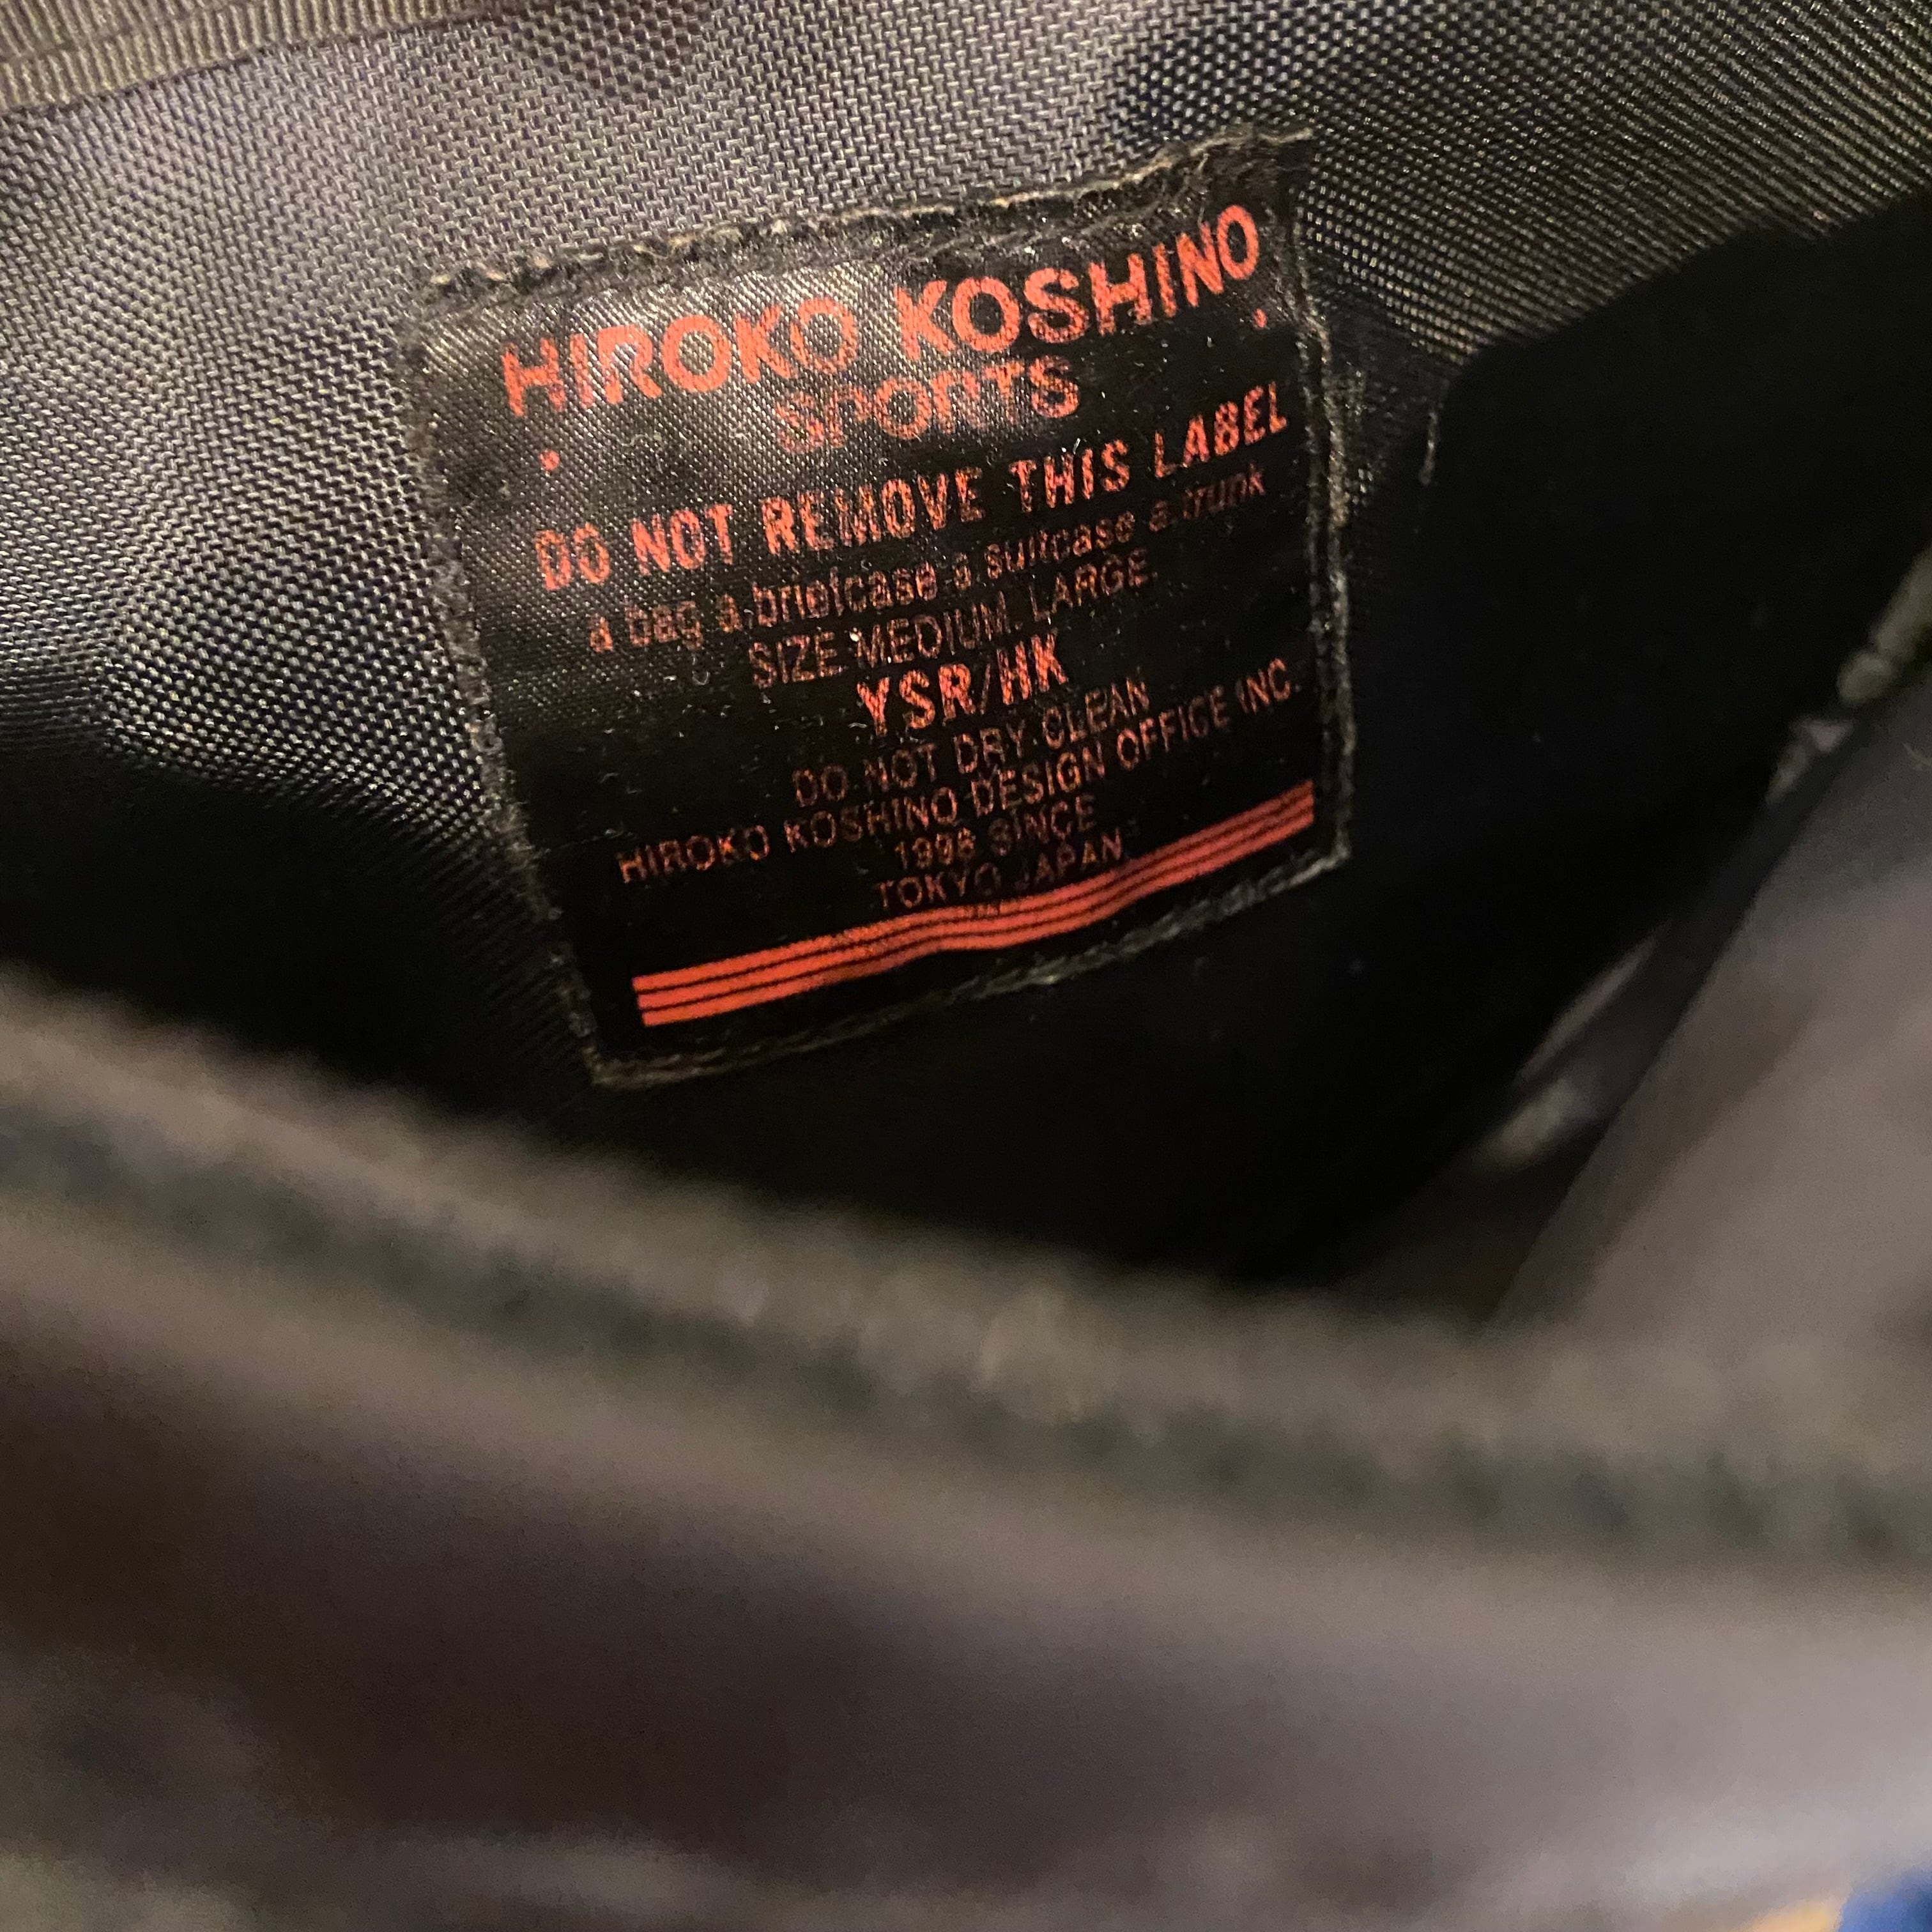 HIROKO KOSHINO
SPORTS
DO NOT REMOVE THIS LABEL
a bag a briefcase a suitcase a trunk
SIZE MEDIUM. LARGE
YSR/HK
DO NOT DRY CLEAN
HIROKO KOSHINO DESIGN OFFICE INC.
SINCE
TOKYO JAPAN